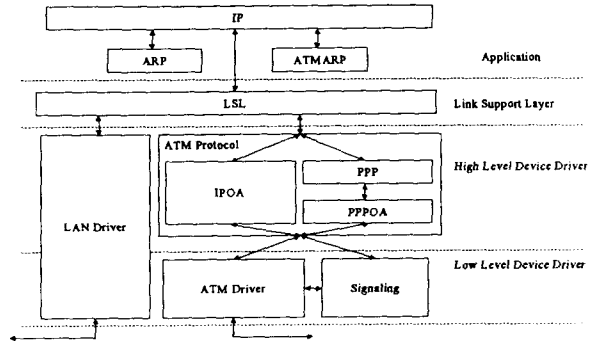 IP
ARP
ATMARP
Application
LSL
Link Support Layer
ATM Protocol
PPP
High Level Device Driver
IPOA
PPPOA
LAN Driver
Low Level Device Driver
ATM Driver
Signaling